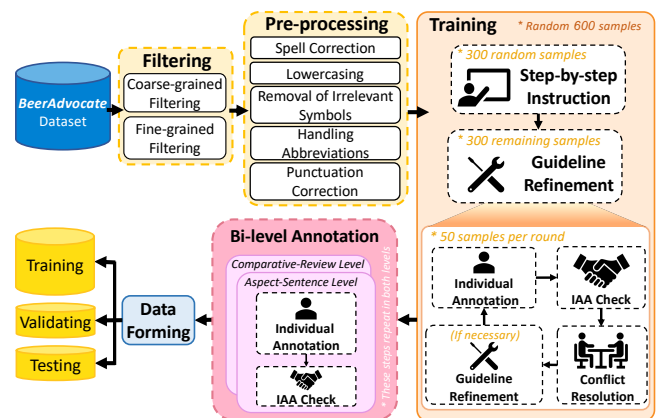 BeerAdvocate
Dataset
Filtering
Coarse-grained
Filtering
Fine-grained
Filtering
Pre-processing
Spell Correction
Lowercasing
Removal of Irrelevant
Symbols
Handling
Abbreviations
Punctuation
Correction
Training
* Random 600 samples
* 300 random samples
Step-by-step
Instruction
* 300 remaining samples
Guideline
Refinement
* 50 samples per round
Individual
Annotation
IAA Check
Conflict
Resolution
(If necessary)
Guideline
Refinement
Bi-level Annotation
Comparative-Review Level
Aspect-Sentence Level
Individual
Annotation
IAA Check
* These steps repeat in both levels
Data
Forming
Training
Validating
Testing